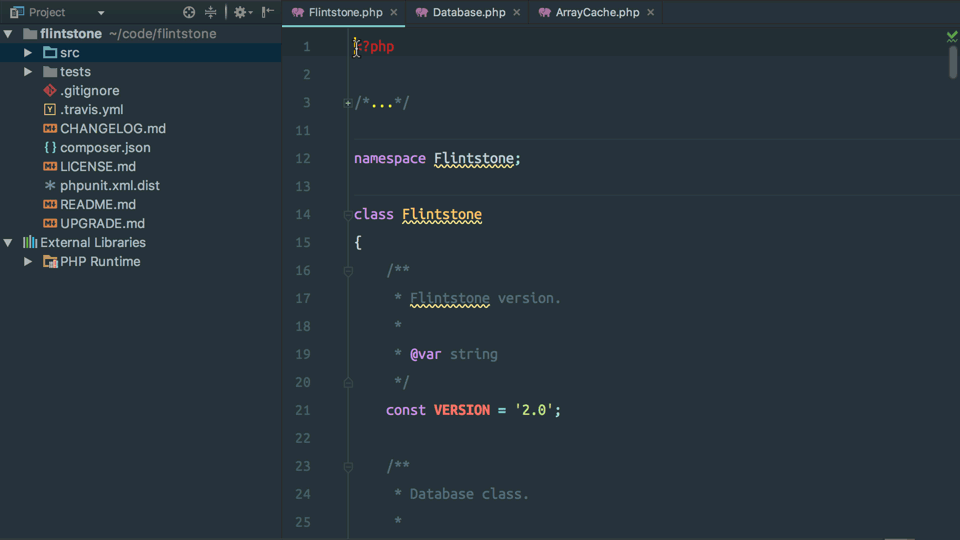 Project
flintstone ~/code/flintstone
src
tests
.gitignore
.travis.yml
CHANGELOG.md
composer.json
LICENSE.md
phpunit.xml.dist
README.md
UPGRADE.md
External Libraries
PHP Runtime
Flintstone.php Database.php ArrayCache.php
1 <?php
2
3 /*...*/
11
12 namespace Flintstone;
13
14 class Flintstone
15 {
16 /**
17 * Flintstone version.
18 *
19 * @var string
20 */
21 const VERSION = '2.0';
22
23 /**
24 * Database class.
25 *